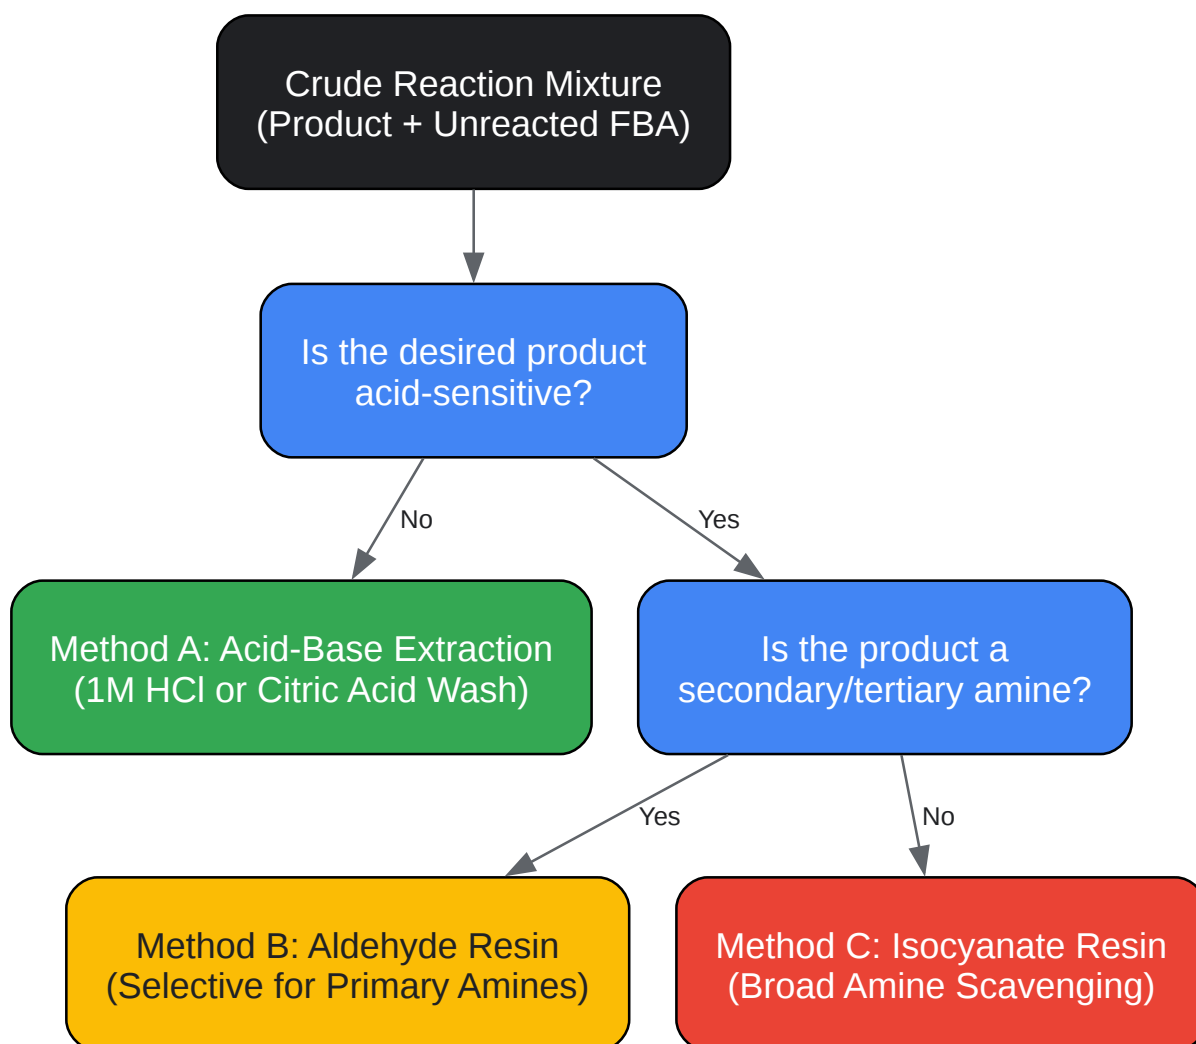 Crude Reaction Mixture
(Product + Unreacted FBA)
Is the desired product
acid-sensitive?
No
Yes
Method A: Acid-Base Extraction
(1M HCl or Citric Acid Wash)
Is the product a
secondary/tertiary amine?
Yes
No
Method B: Aldehyde Resin
(Selective for Primary Amines)
Method C: Isocyanate Resin
(Broad Amine Scavenging)